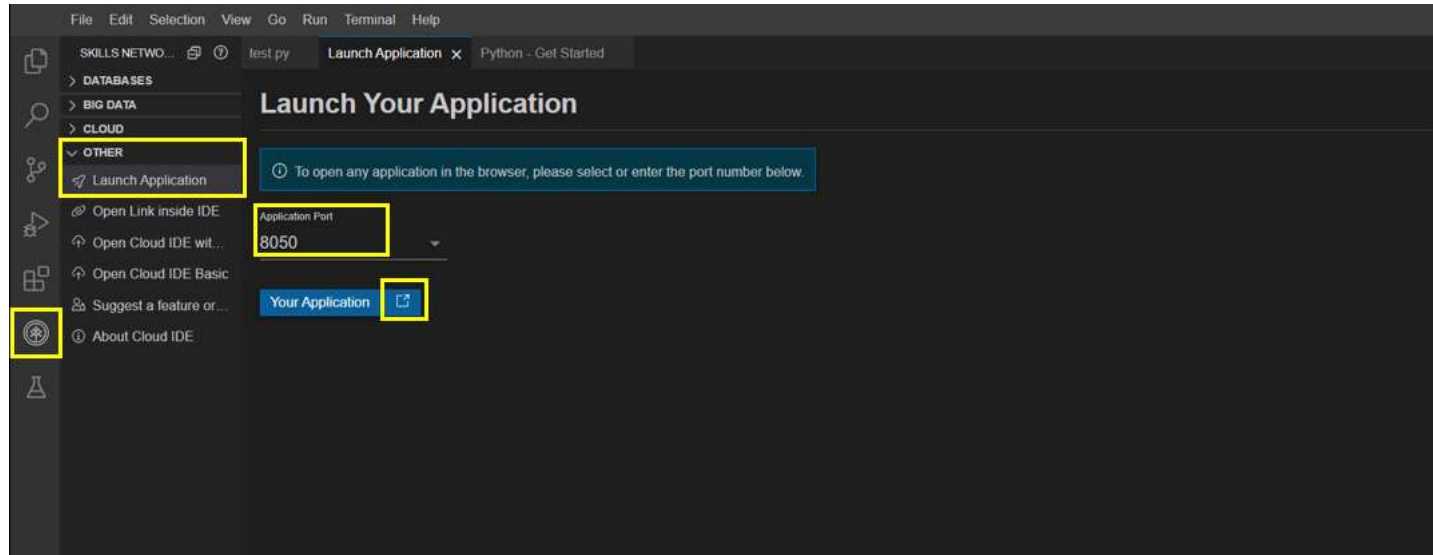 File Edit Selection View Go Run Terminal Help
SKILLS NETWO...
test.py Launch Application Python - Get Started
DATABASES
BIG DATA
CLOUD
OTHER
Launch Application
Open Link inside IDE
Open Cloud IDE wit...
Open Cloud IDE Basic
Suggest a feature or...
About Cloud IDE
Launch Your Application
To open any application in the browser, please select or enter the port number below.
Application Port
8050
Your Application